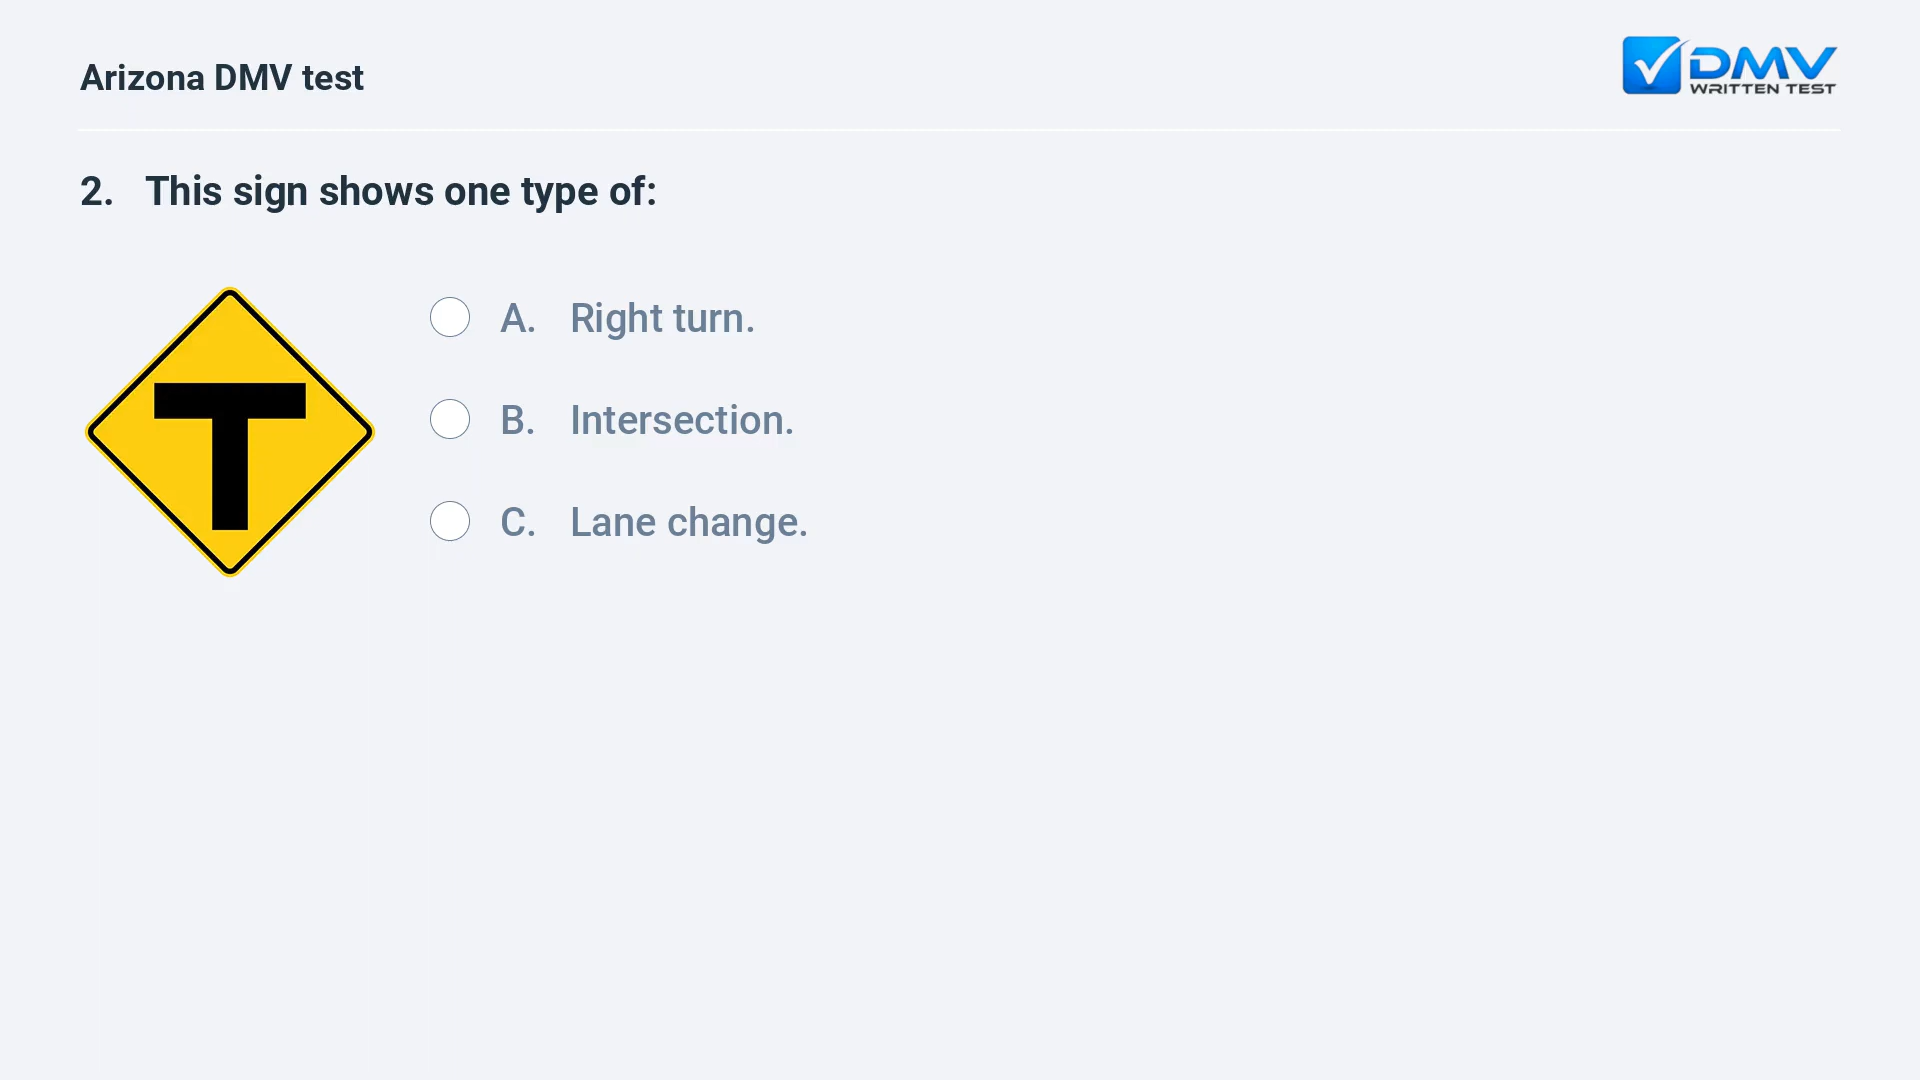 Arizona DMV test
DMV
WRITTEN TEST
2. This sign shows one type of:
A. Right turn.
B. Intersection.
C. Lane change.